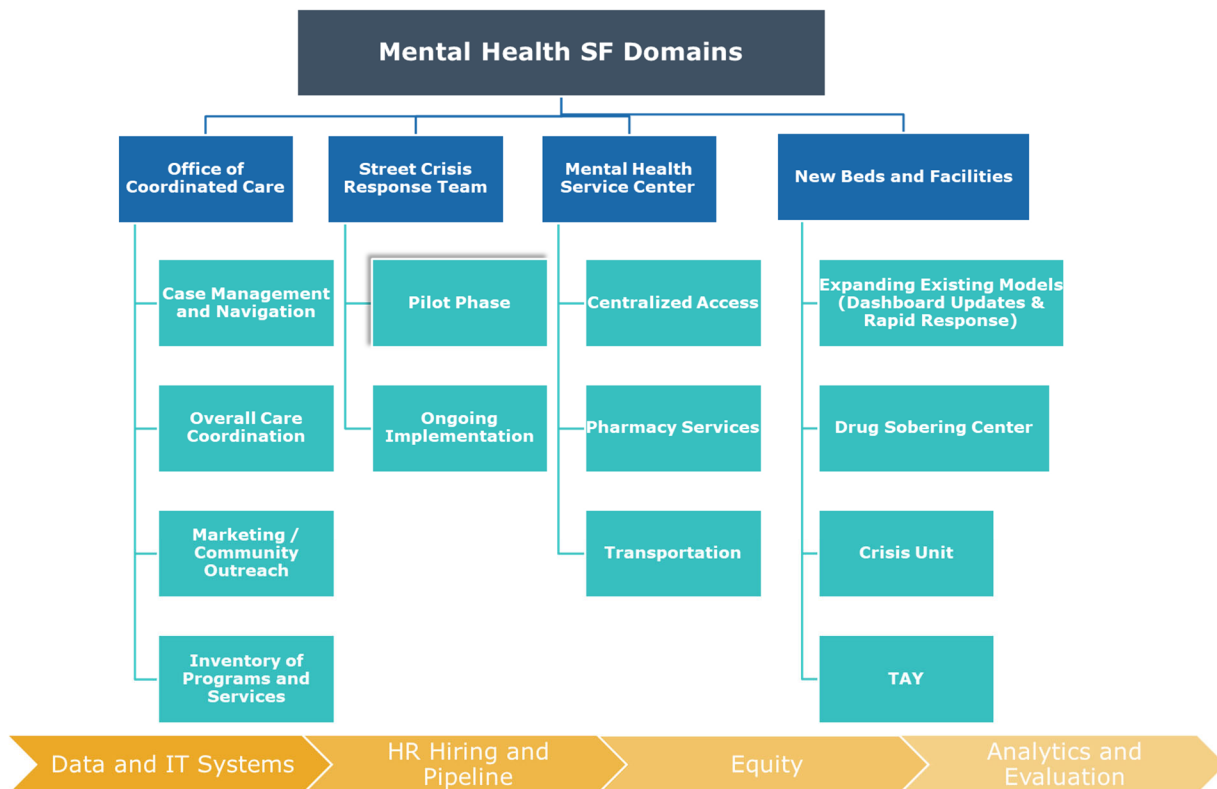 Mental Health SF Domains
Office of
Coordinated Care
Street Crisis
Response Team
Mental Health
Service Center
New Beds and Facilities
Case Management
and Navigation
Overall Care
Coordination
Marketing /
Community
Outreach
Inventory of
Programs and
Services
Pilot Phase
Ongoing
Implementation
Centralized Access
Pharmacy Services
Transportation
Expanding Existing Models
(Dashboard Updates &
Rapid Response)
Drug Sobering Center
Crisis Unit
TAY
Data and IT Systems
HR Hiring and
Pipeline
Equity
Analytics and
Evaluation